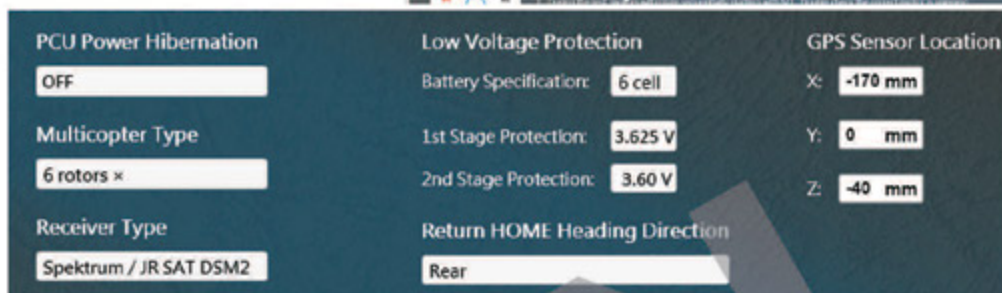 PCU Power Hibernation
OFF
Multicopter Type
6 rotors ×
Receiver Type
Spektrum / JR SAT DSM2
Low Voltage Protection
Battery Specification: 6 cell
1st Stage Protection: 3.625 V
2nd Stage Protection: 3.60 V
Return HOME Heading Direction
Rear
GPS Sensor Location
X: -170 mm
Y: 0 mm
Z: -40 mm